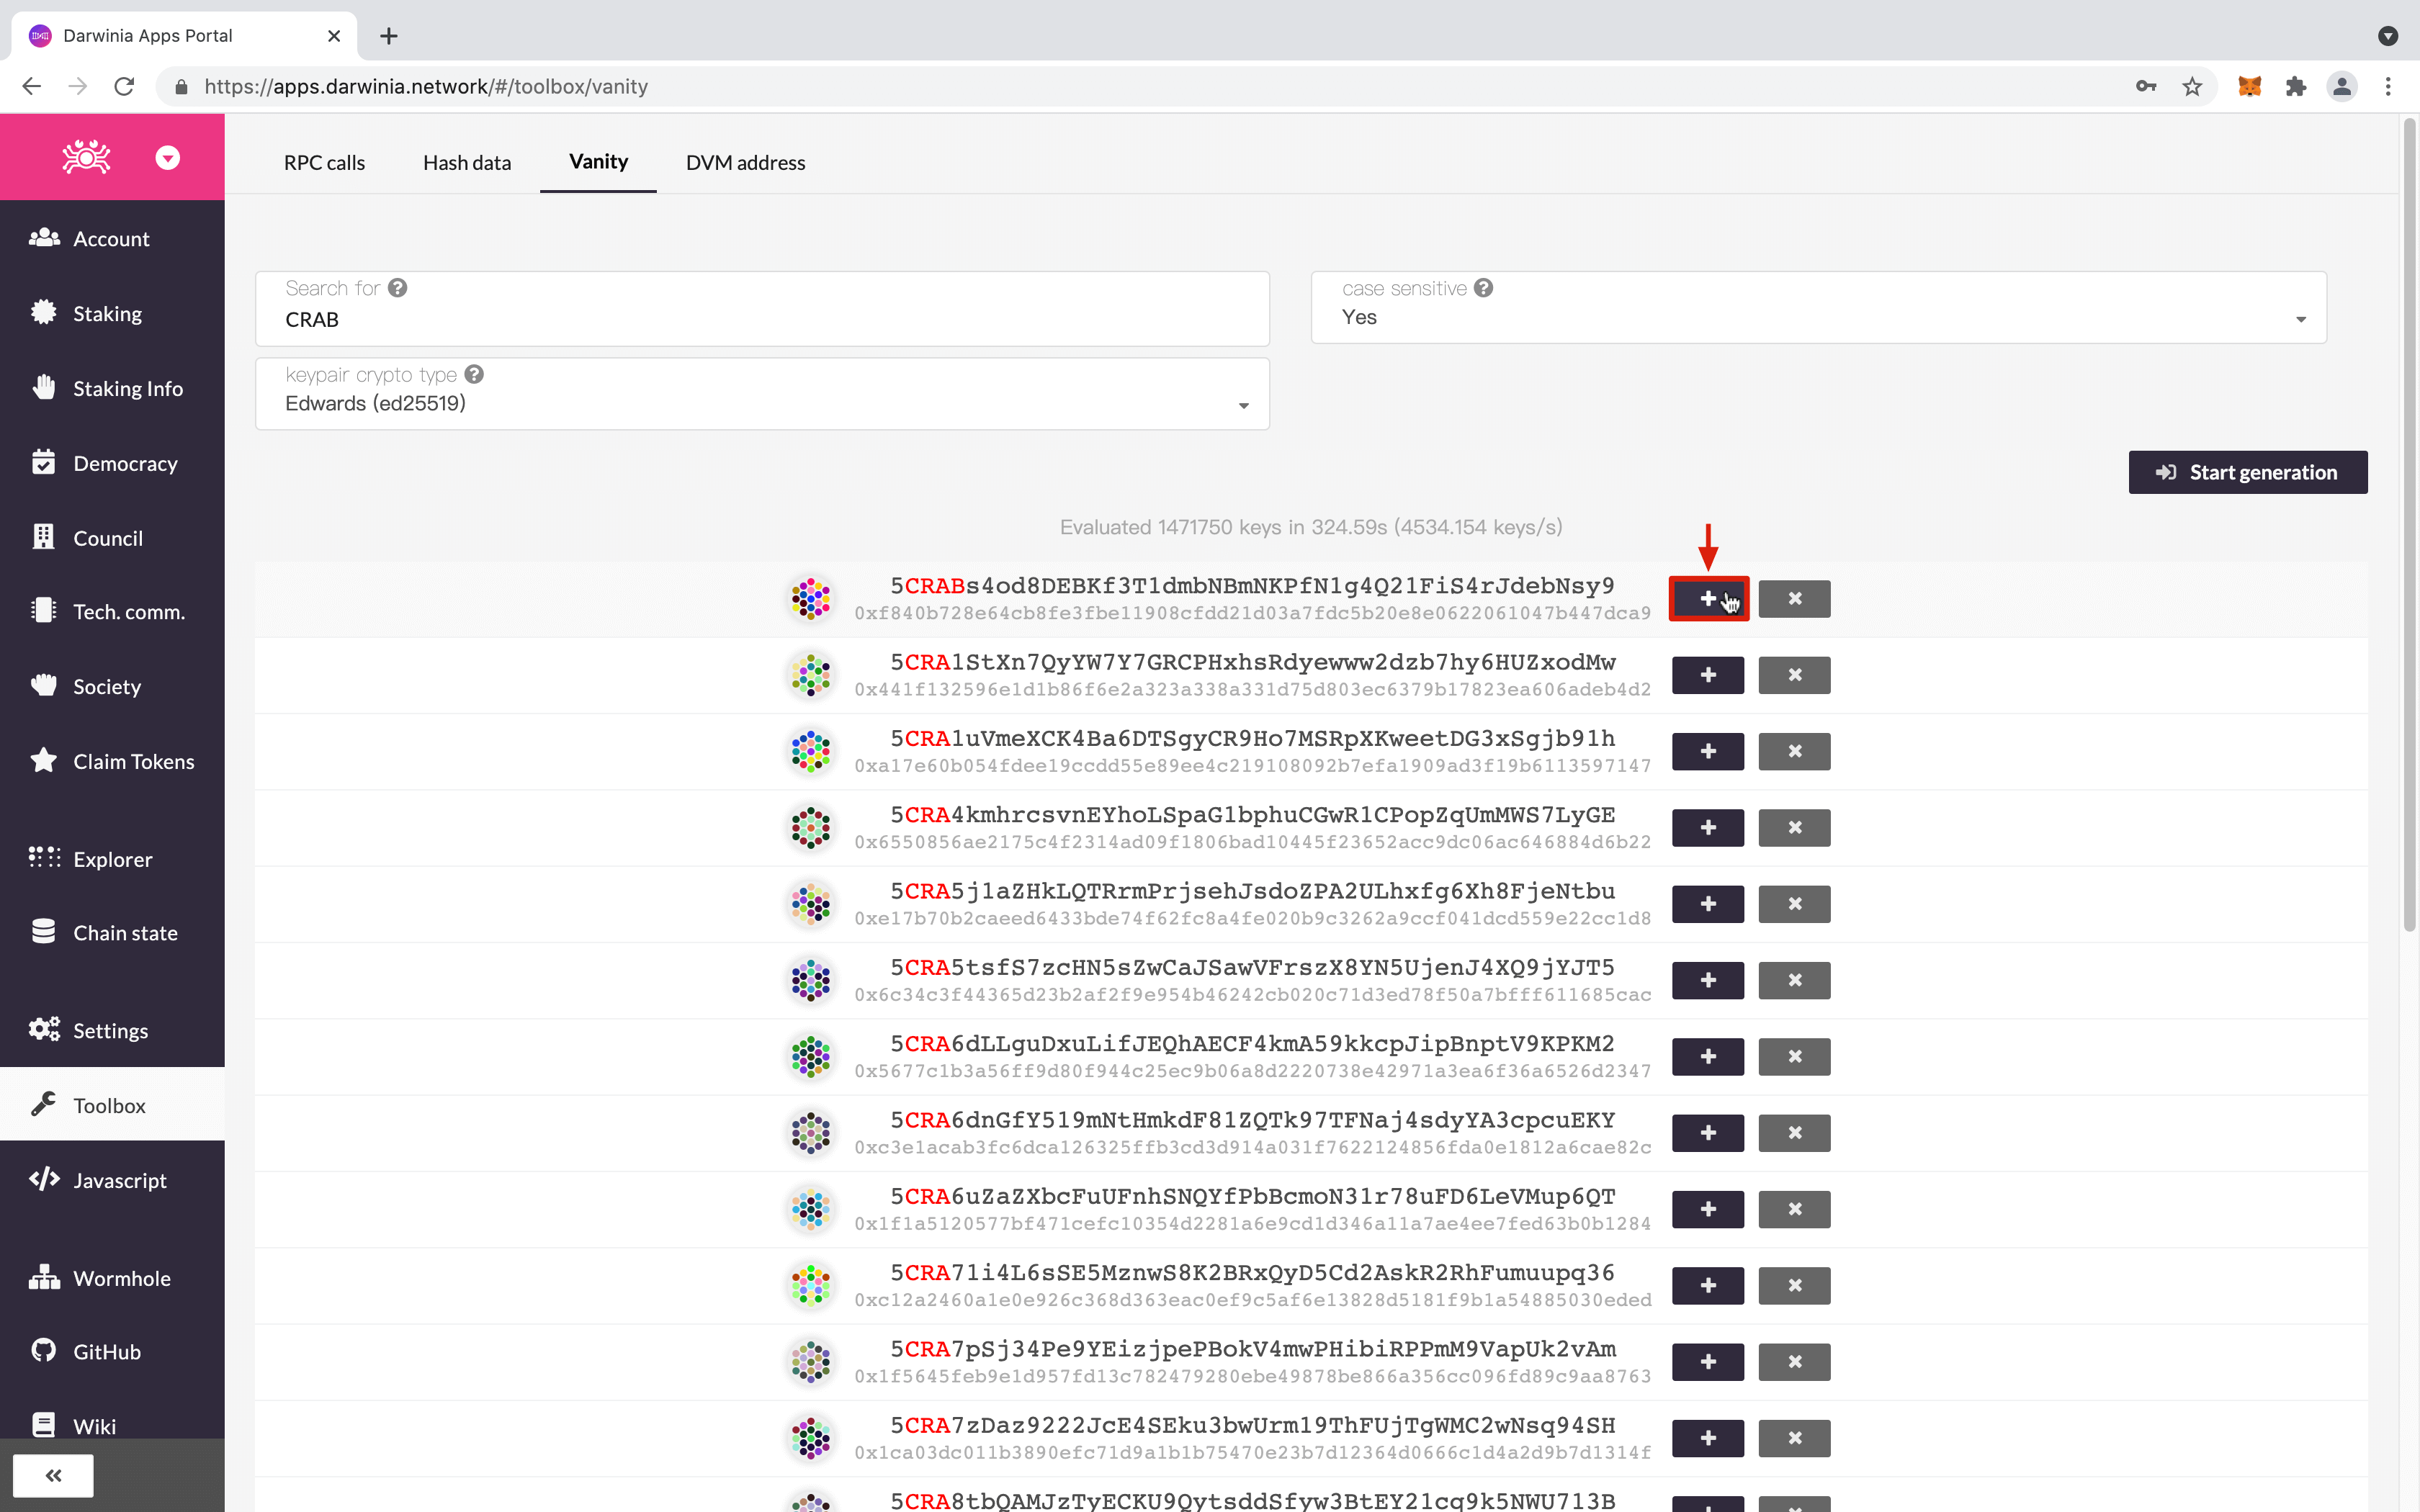 Darwinia Apps Portal
https://apps.darwinia.network/#/toolbox/vanity
RPC calls
Hash data
Vanity
DVM address
Account
Staking
Staking Info
Democracy
Council
Tech. comm.
Society
Claim Tokens
Explorer
Chain state
Settings
Toolbox
Javascript
Wormhole
GitHub
Wiki
Search for
CRAB
case sensitive
Yes
keypair crypto type
Edwards (ed25519)
Start generation
Evaluated 1471750 keys in 324.59s (4534.154 keys/s)
5CRABs4od8DEBKf3T1dmbNBmNKPfN1g4Q21FiS4rJdebNsy9
0xf840b728e64cb8fe3fbe11908cfdd21d03a7fdc5b20e8e0622061047b447dca9
5CRA1StXn7QyYW7Y7GRCPHxhsRdyewww2dzb7hy6HUZxodMw
0x441f132596e1d1b86f6e2a323a338a331d75d803ec6379b17823ea606adeb4d2
5CRA1uVmeXCK4Ba6DTSgyCR9Ho7MSRpXKweetDG3xSgjb91h
0xa17e60b054fdee19ccdd55e89ee4c219108092b7efa1909ad3f19b6113597147
5CRA4kmhrcsvnEYhoLSpaG1bphuCGwR1CPopZqUmMWS7LyGE
0x6550856ae2175c4f2314ad09f1806bad10445f23652acc9dc06ac646884d6b22
5CRA5j1aZHkLQTRrmPrjsehJsdoZPA2ULhxfg6Xh8FjeNtbu
0xe17b70b2caeed6433bde74f62fc8a4fe020b9c3262a9ccf041dcd559e22cc1d8
5CRA5tsfS7zcHN5sZwCaJSawVFrszX8YN5UjenJ4XQ9jYJT5
0x6c34c3f44365d23b2af2f9e954b46242cb020c71d3ed78f50a7bfff611685cac
5CRA6dLLguDxuLifJEQhAECF4kmA59kkcpJipBnptV9KPKM2
0x5677c1b3a56ff9d80f944c25ec9b06a8d2220738e42971a3ea6f36a6526d2347
5CRA6dnGfY519mNtHmkdF81ZQTk97TFNaj4sdyYA3cpcuEKY
0xc3e1acab3fc6dca126325ffb3cd3d914a031f7622124856fda0e1812a6cae82c
5CRA6uZaZXbcFuUFnhSNQYfPbBcmoN31r78uFD6LeVMup6QT
0x1f1a5120577bf471cefc10354d2281a6e9cd1d346a11a7ae4ee7fed63b0b1284
5CRA71i4L6sSE5MznwS8K2BRxQyD5Cd2AskR2RhFumuupq36
0xc12a2460a1e0e926c368d363eac0ef9c5af6e13828d5181f9b1a54885030eded
5CRA7pSj34Pe9YEizjpePBokV4mwPHibiRPPmM9VapUk2vAm
0x1f5645feb9e1d957fd13c782479280ebe49878be866a356cc096fd89c9aa8763
5CRA7zDaz9222JcE4SEku3bwUrm19ThFUjTgWMC2wNsq94SH
0x1ca03dc011b3890efc71d9a1b1b75470e23b7d12364d0666c1d4a2d9b7d1314f
5CRA8tbQAMJzTyECKU9QytsddSfyw3BtEY21cq9k5NWU713B